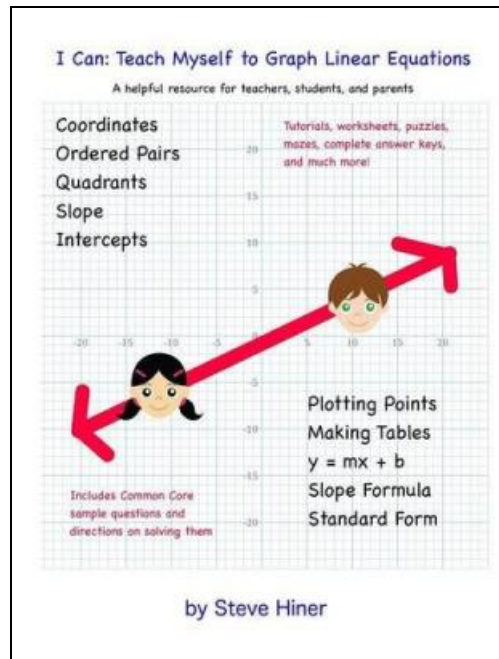 I Can: Teach Myself to Graph Linear Equations
A helpful resource for teachers, students, and parents
Coordinates
Ordered Pairs
Quadrants
Slope
Intercepts
Tutorials, worksheets, puzzles,
mazes, complete answer keys,
and much more!
20
15
10
5
-20
-15
-10
-5
5
10
15
20
-5
-10
-15
-20
Plotting Points
Making Tables
y = mx + b
Slope Formula
Standard Form
Includes Common Core
sample questions and
directions on solving them
by Steve Hiner